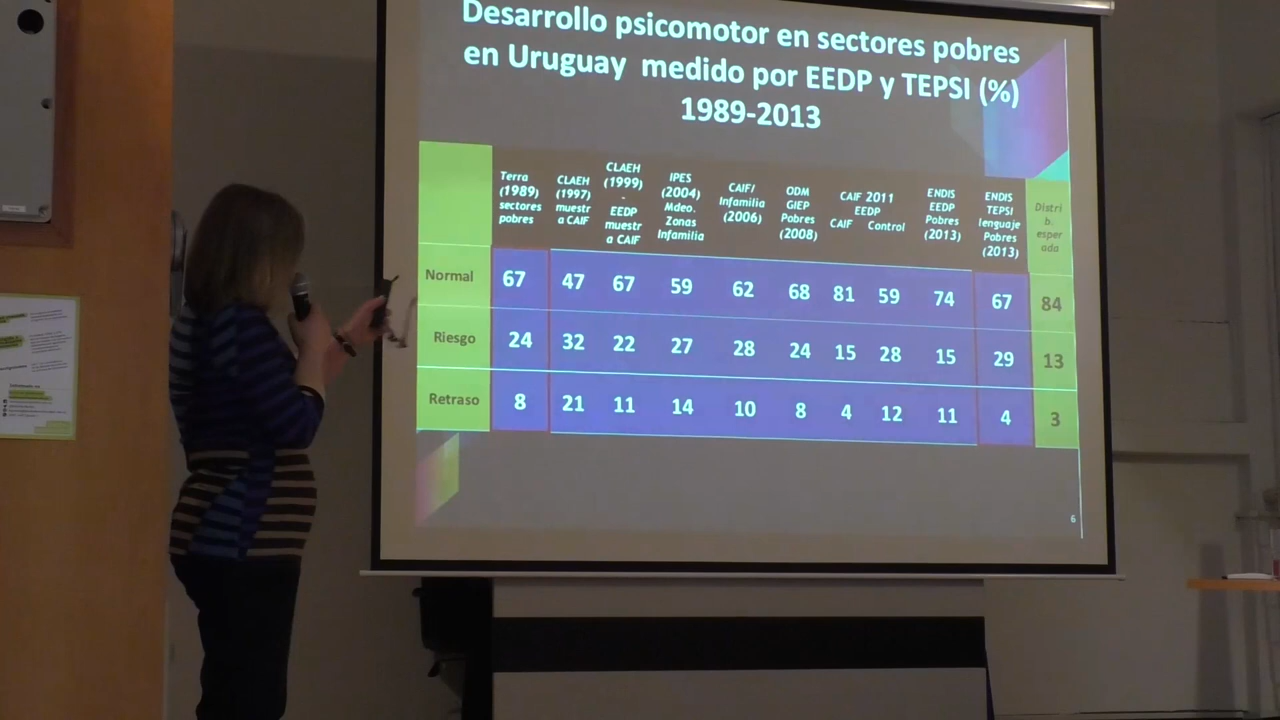 Desarrollo psicomotor en sectores pobres
en Uruguay medido por EEDP y TEPSI (%)
1989-2013
Terra
(1989)
sectores
pobres
CLAEH
(1997)
muestr
a CAIF
CLAEH
(1999)
-
EEDP
muestr
a CAIF
IPES
(2004)
Mdeo.
Zonas
Infamilia
CAIF/
Infamilia
(2006)
ODM
GIEP
Pobres
(2008)
CAIF 2011
EEDP
CAIF Control
ENDIS
EEDP
Pobres
(2013)
ENDIS
TEPSI
lenguaje
Pobres
(2013)
Distri
b.
esper
ada
Normal 67 47 67 59 62 68 81 59 74 67 84
Riesgo 24 32 22 27 28 24 15 28 15 29 13
Retraso 8 21 11 14 10 8 4 12 11 4 3
6